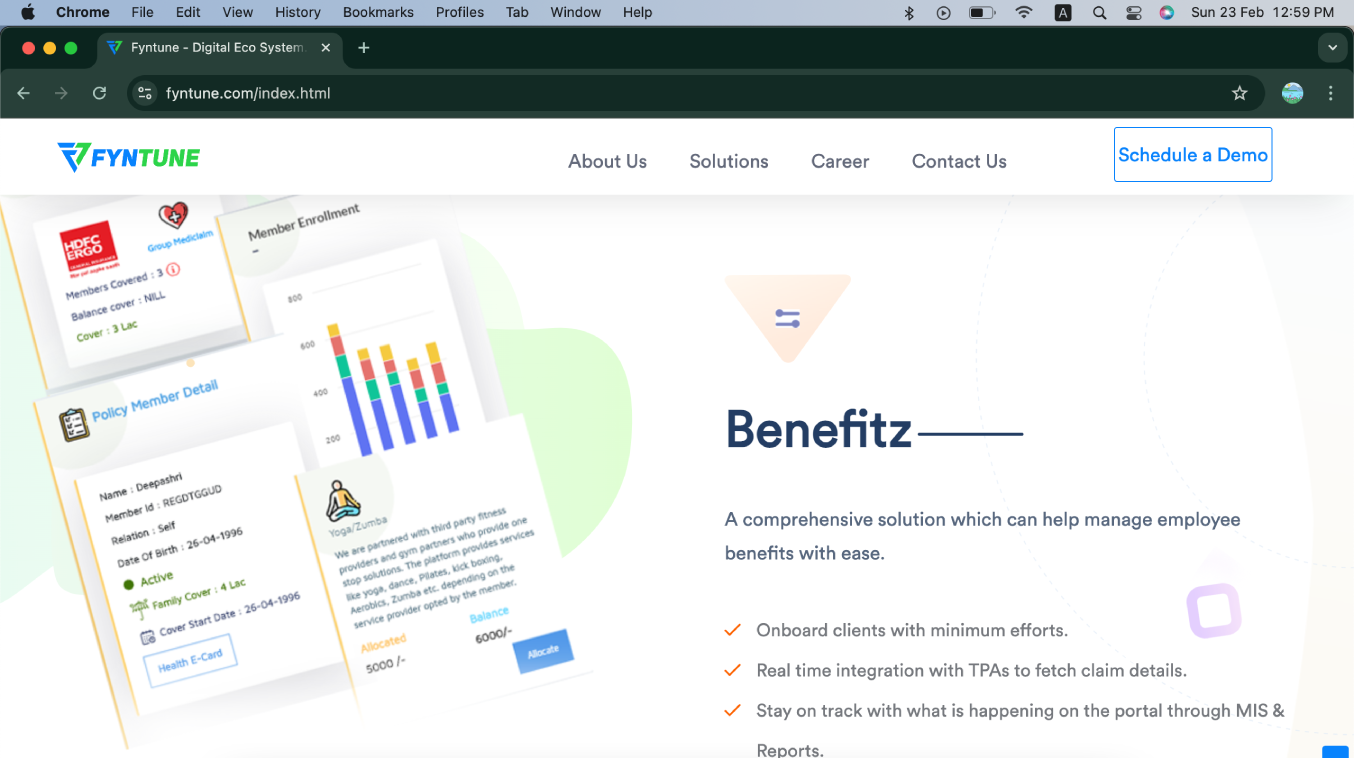 Chrome File Edit View History Bookmarks Profiles Tab Window Help A Sun 23 Feb 12:59 PM
Fyntune - Digital Eco System
fyntune.com/index.html
FYNTUNE About Us Solutions Career Contact Us Schedule a Demo
HDFC
ERGO
Group Mediclaim
Members Covered : 3
Balance cover : NILL
Cover : 3 Lac
Member Enrollment
800
600
400
200
Policy Member Detail
Name : Deepashri
Member Id : REGDTGGUD
Relation : Self
Date Of Birth : 26-04-1996
Active
Family Cover : 4 Lac
Cover Start Date : 26-04-1996
Health E-Card
Yoga/Zumba
We are partnered with third party fitness
providers and gym partners who provide one
stop solutions. The platform provides services
like yoga, dance, Pilates, kick boxing,
Aerobics, Zumba etc. depending on the
service provider opted by the member.
Allocated
5000 /-
Balance
6000/-
Allocate
Benefitz
A comprehensive solution which can help manage employee
benefits with ease.
Onboard clients with minimum efforts.
Real time integration with TPAs to fetch claim details.
Stay on track with what is happening on the portal through MIS &
Reports.